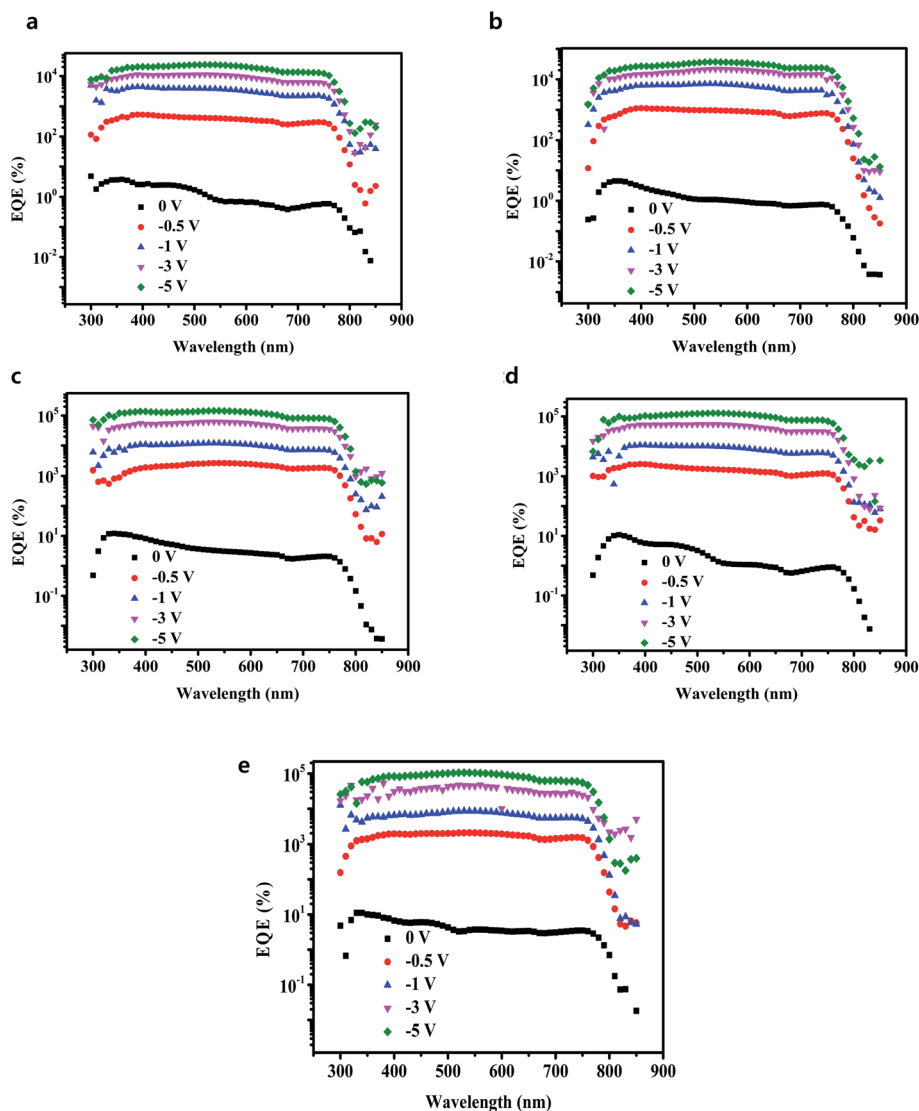 a
EQE (%)
10^4
10^2
10^0
10^-2
0 V
-0.5 V
-1 V
-3 V
-5 V
300 400 500 600 700 800 900
Wavelength (nm)
b
EQE (%)
10^4
10^2
10^0
10^-2
0 V
-0.5 V
-1 V
-3 V
-5 V
300 400 500 600 700 800 900
Wavelength (nm)
c
EQE (%)
10^5
10^3
10^1
10^-1
0 V
-0.5 V
-1 V
-3 V
-5 V
300 400 500 600 700 800 900
Wavelength (nm)
d
EQE (%)
10^5
10^3
10^1
10^-1
0 V
-0.5 V
-1 V
-3 V
-5 V
300 400 500 600 700 800 900
Wavelength (nm)
e
EQE (%)
10^5
10^3
10^1
10^-1
0 V
-0.5 V
-1 V
-3 V
-5 V
300 400 500 600 700 800 900
Wavelength (nm)